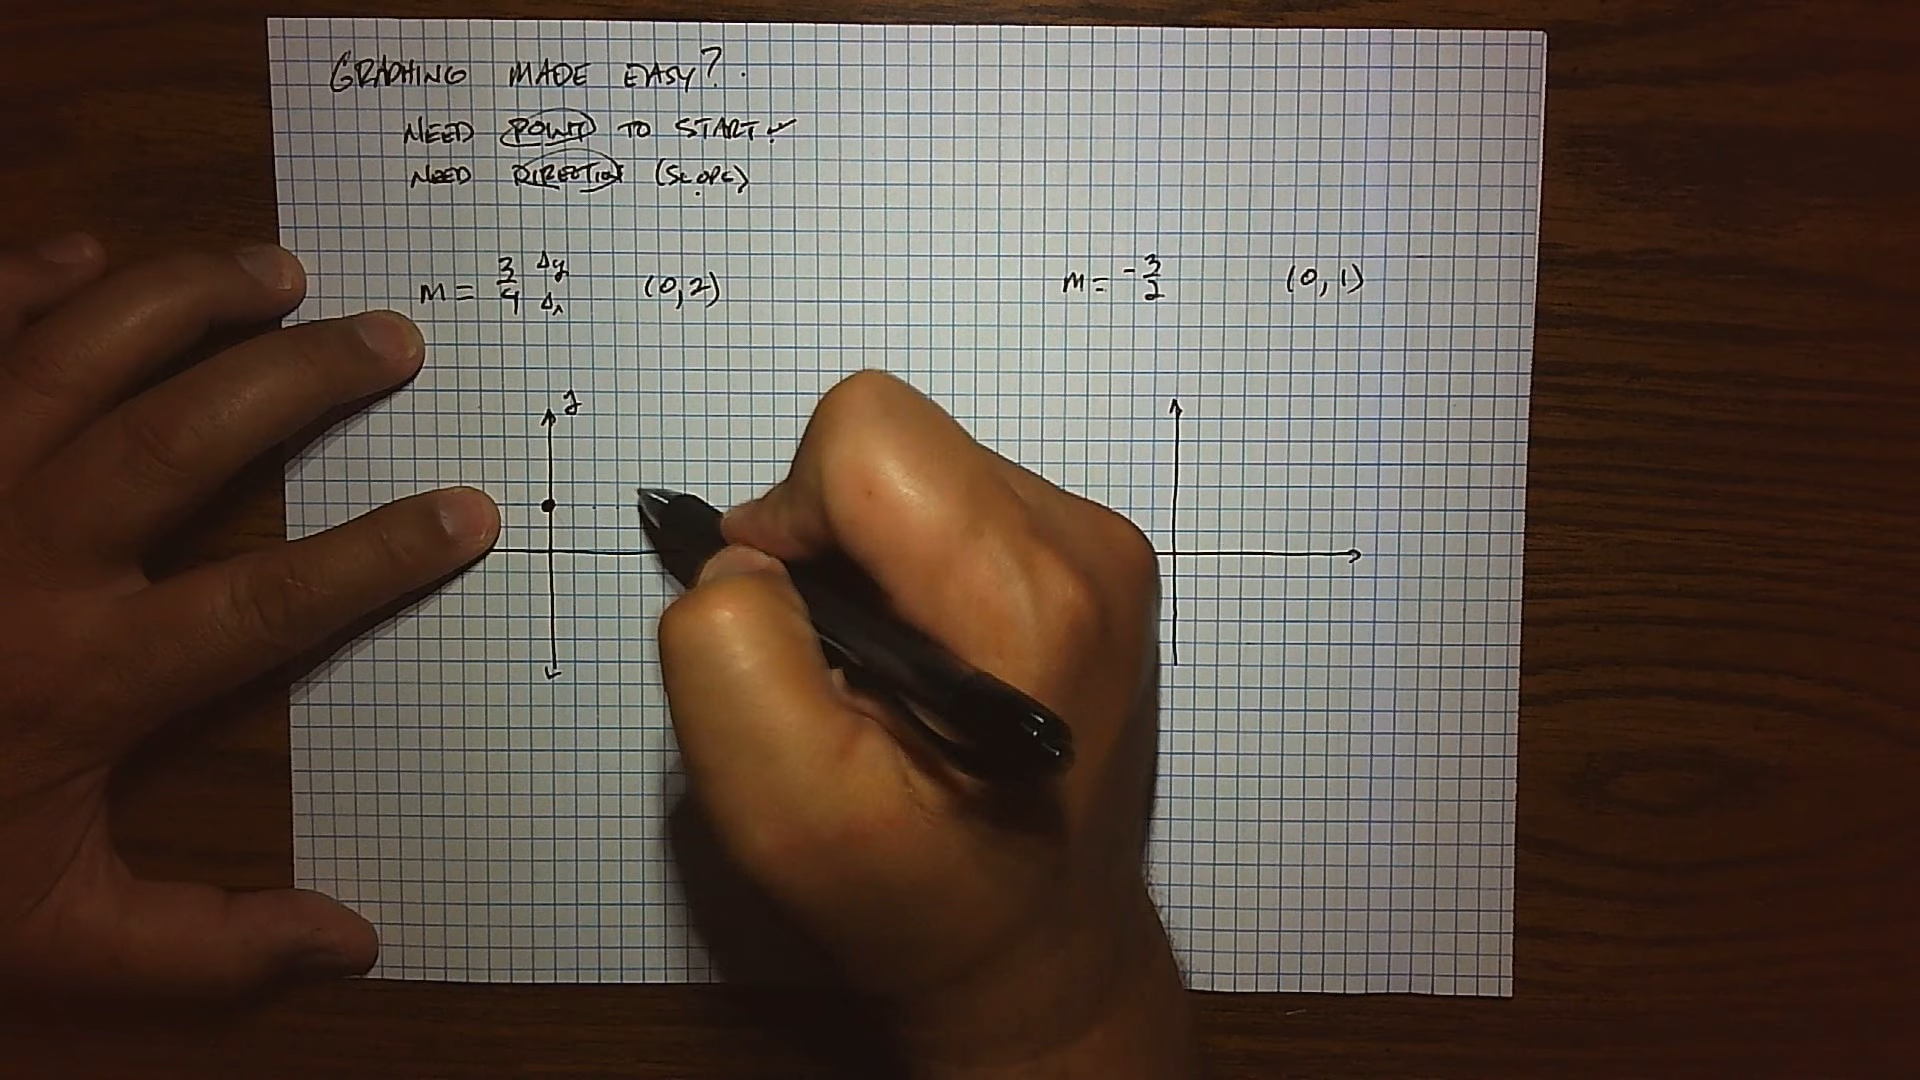 GRAPHING MADE EASY?
NEED POINT TO START ✓
NEED DIRECTION (SLOPE)
m = 3/4 Δy/Δx (0,2)
m = -3/2 (0,1)
y